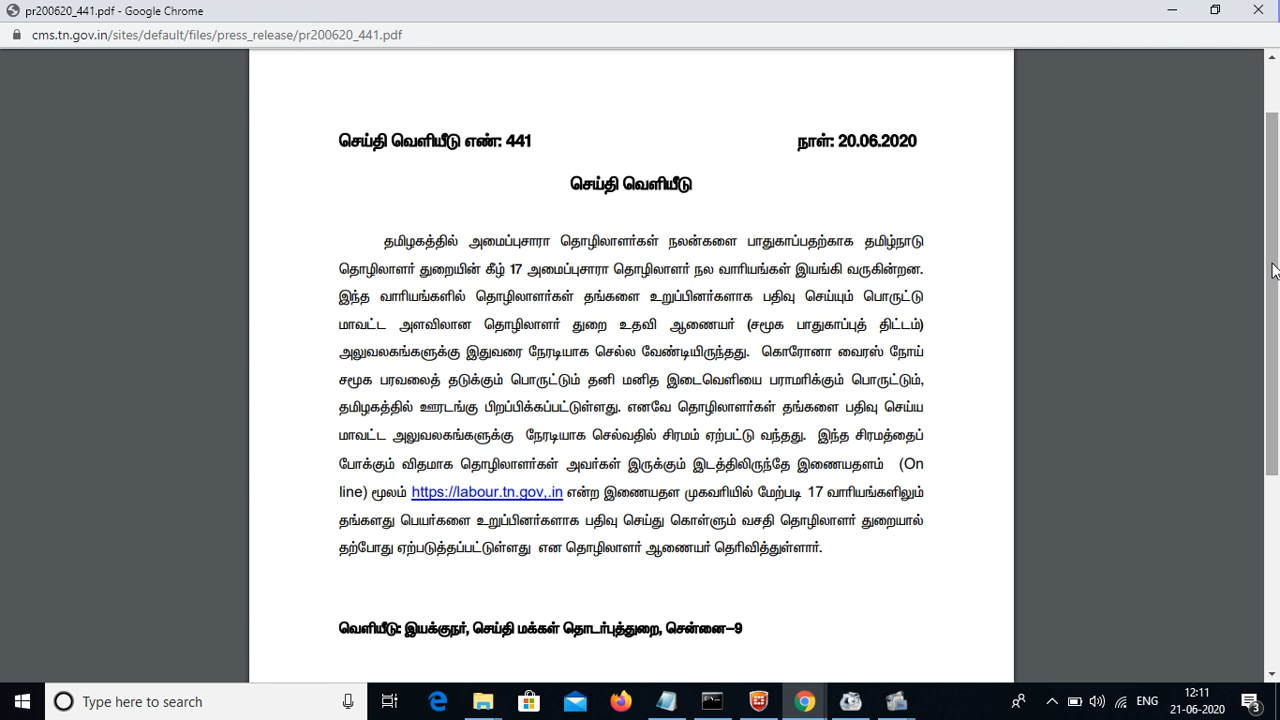 pr200620_441.pdf - Google Chrome
cms.tn.gov.in/sites/default/files/press_release/pr200620_441.pdf
செய்தி வெளியீடு எண்: 441 நாள்: 20.06.2020
செய்தி வெளியீடு
தமிழகத்தில் அமைப்புசாரா தொழிலாளர்கள் நலன்களை பாதுகாப்பதற்காக தமிழ்நாடு
தொழிலாளர் துறையின் கீழ் 17 அமைப்புசாரா தொழிலாளர் நல வாரியங்கள் இயங்கி வருகின்றன.
இந்த வாரியங்களில் தொழிலாளர்கள் தங்களை உறுப்பினர்களாக பதிவு செய்யும் பொருட்டு
மாவட்ட அளவிலான தொழிலாளர் துறை உதவி ஆணையர் (சமூக பாதுகாப்புத் திட்டம்)
அலுவலகங்களுக்கு இதுவரை நேரடியாக செல்ல வேண்டியிருந்தது. கொரோனா வைரஸ் நோய்
சமூக பரவலைத் தடுக்கும் பொருட்டும் தனி மனித இடைவெளியை பராமரிக்கும் பொருட்டும்,
தமிழகத்தில் ஊரடங்கு பிறப்பிக்கப்பட்டுள்ளது. எனவே தொழிலாளர்கள் தங்களை பதிவு செய்ய
மாவட்ட அலுவலகங்களுக்கு நேரடியாக செல்வதில் சிரமம் ஏற்பட்டு வந்தது. இந்த சிரமத்தைப்
போக்கும் விதமாக தொழிலாளர்கள் அவர்கள் இருக்கும் இடத்திலிருந்தே இணையதளம் (On
line) மூலம் https://labour.tn.gov,.in என்ற இணையதள முகவரியில் மேற்படி 17 வாரியங்களிலும்
தங்களது பெயர்களை உறுப்பினர்களாக பதிவு செய்து கொள்ளும் வசதி தொழிலாளர் துறையால்
தற்போது ஏற்படுத்தப்பட்டுள்ளது என தொழிலாளர் ஆணையர் தெரிவித்துள்ளார்.
வெளியீடு: இயக்குநர், செய்தி மக்கள் தொடர்புத்துறை, சென்னை–9
Type here to search
ENG
12:11
21-06-2020
3